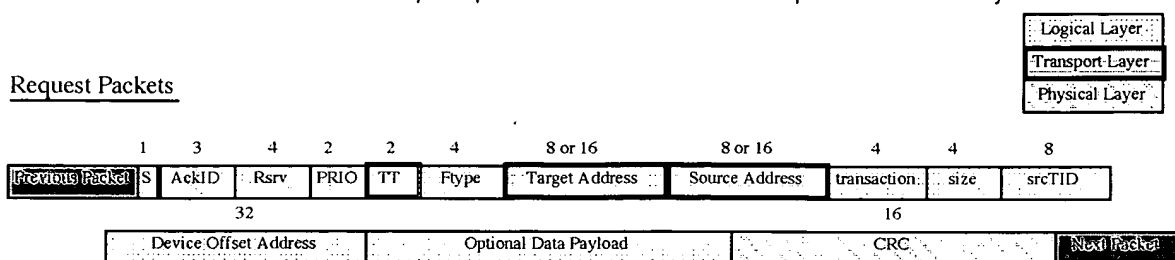 Logical Layer
Transport Layer
Physical Layer
Request Packets
1 3 4 2 2 4 8 or 16 8 or 16 4 4 8
Previous Packet S AckID Rsrv PRIO TT Ftype Target Address Source Address transaction size srcTID
32 16
Device Offset Address Optional Data Payload CRC Next Packet